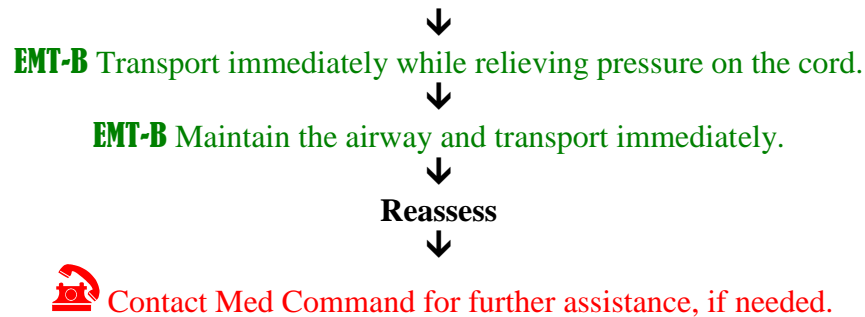 EMT-B Transport immediately while relieving pressure on the cord.
EMT-B Maintain the airway and transport immediately.
Reassess
Contact Med Command for further assistance, if needed.